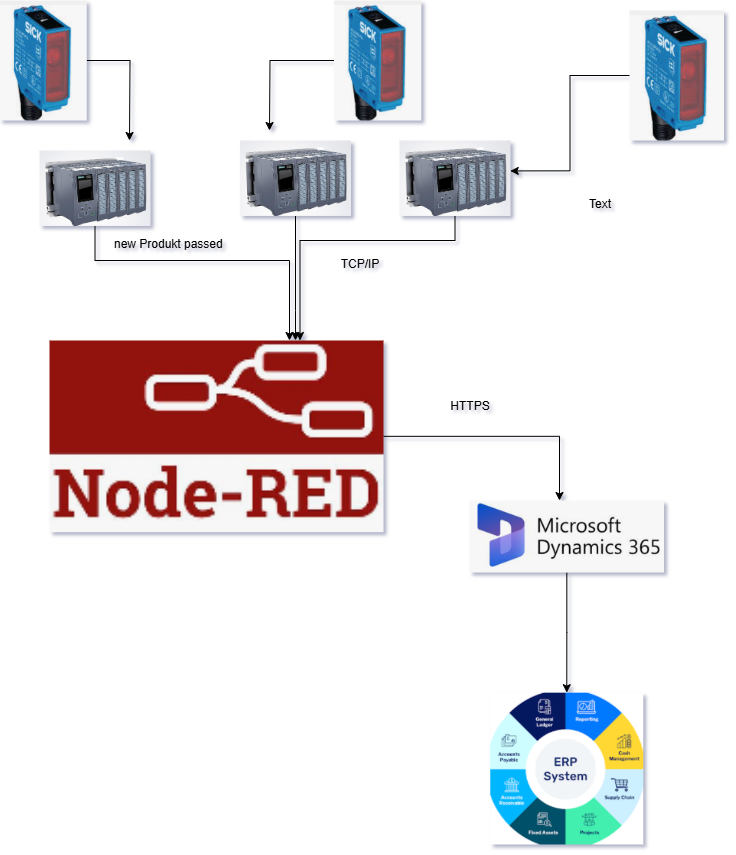 SICK
SICK
SICK
Text
new Produkt passed
TCP/IP
HTTPS
Node-RED
Microsoft
Dynamics 365
General
Ledger
Reporting
Accounts
Payable
Cash
Management
ERP
System
Accounts
Receivable
Supply Chain
Fixed Assets
Projects